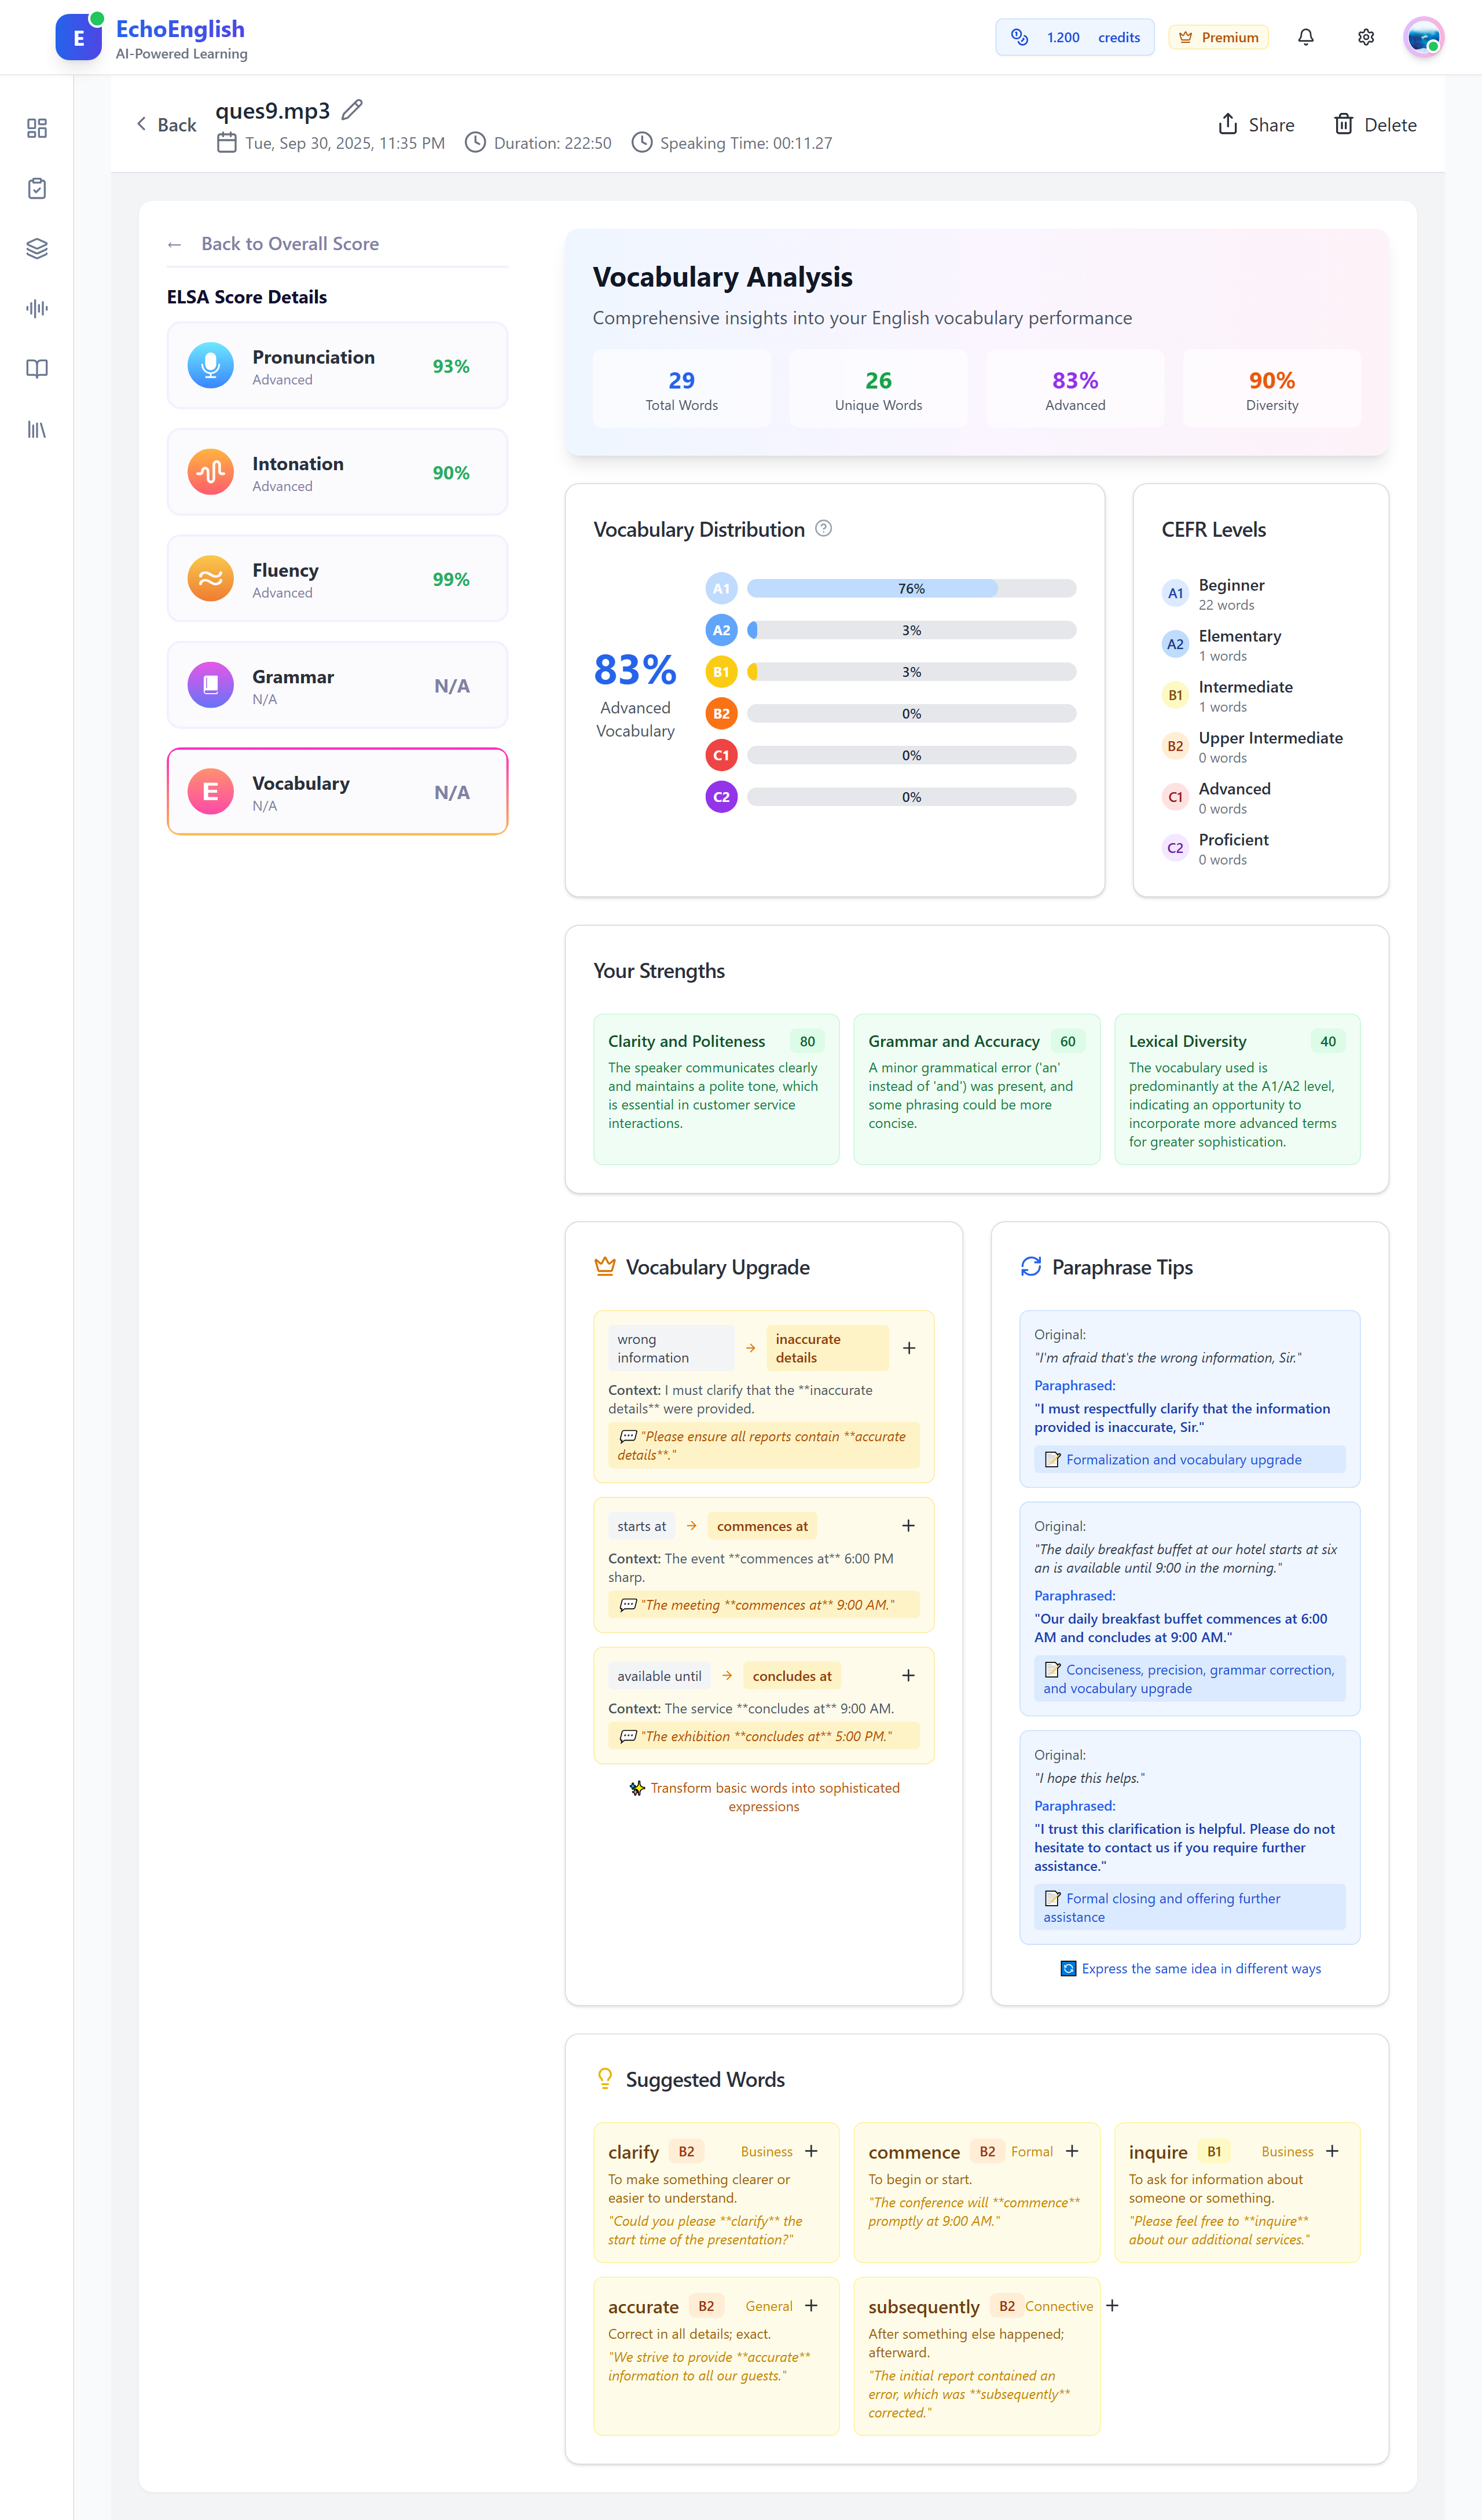 E
EchoEnglish
AI-Powered Learning
1.200 credits
Premium
Back
ques9.mp3
Tue, Sep 30, 2025, 11:35 PM
Duration: 222:50
Speaking Time: 00:11.27
Share
Delete
← Back to Overall Score
ELSA Score Details
Pronunciation
Advanced
93%
Intonation
Advanced
90%
Fluency
Advanced
99%
Grammar
N/A
N/A
E
Vocabulary
N/A
N/A
Vocabulary Analysis
Comprehensive insights into your English vocabulary performance
29
Total Words
26
Unique Words
83%
Advanced
90%
Diversity
Vocabulary Distribution
83%
Advanced
Vocabulary
A1 76%
A2 3%
B1 3%
B2 0%
C1 0%
C2 0%
CEFR Levels
A1 Beginner
22 words
A2 Elementary
1 words
B1 Intermediate
1 words
B2 Upper Intermediate
0 words
C1 Advanced
0 words
C2 Proficient
0 words
Your Strengths
Clarity and Politeness 80
The speaker communicates clearly
and maintains a polite tone, which
is essential in customer service
interactions.
Grammar and Accuracy 60
A minor grammatical error ('an'
instead of 'and') was present, and
some phrasing could be more
concise.
Lexical Diversity 40
The vocabulary used is
predominantly at the A1/A2 level,
indicating an opportunity to
incorporate more advanced terms
for greater sophistication.
Vocabulary Upgrade
wrong
information
→
inaccurate
details
+
Context: I must clarify that the **inaccurate
details** were provided.
💬 "Please ensure all reports contain **accurate
details**."
starts at → commences at +
Context: The event **commences at** 6:00 PM
sharp.
💬 "The meeting **commences at** 9:00 AM."
available until → concludes at +
Context: The service **concludes at** 9:00 AM.
💬 "The exhibition **concludes at** 5:00 PM."
✨ Transform basic words into sophisticated
expressions
Paraphrase Tips
Original:
"I'm afraid that's the wrong information, Sir."
Paraphrased:
"I must respectfully clarify that the information
provided is inaccurate, Sir."
📝 Formalization and vocabulary upgrade
Original:
"The daily breakfast buffet at our hotel starts at six
an is available until 9:00 in the morning."
Paraphrased:
"Our daily breakfast buffet commences at 6:00
AM and concludes at 9:00 AM."
📝 Conciseness, precision, grammar correction,
and vocabulary upgrade
Original:
"I hope this helps."
Paraphrased:
"I trust this clarification is helpful. Please do not
hesitate to contact us if you require further
assistance."
📝 Formal closing and offering further
assistance
🔄 Express the same idea in different ways
Suggested Words
clarify B2 Business +
To make something clearer or
easier to understand.
"Could you please **clarify** the
start time of the presentation?"
commence B2 Formal +
To begin or start.
"The conference will **commence**
promptly at 9:00 AM."
inquire B1 Business +
To ask for information about
someone or something.
"Please feel free to **inquire**
about our additional services."
accurate B2 General +
Correct in all details; exact.
"We strive to provide **accurate**
information to all our guests."
subsequently B2 Connective +
After something else happened;
afterward.
"The initial report contained an
error, which was **subsequently**
corrected."